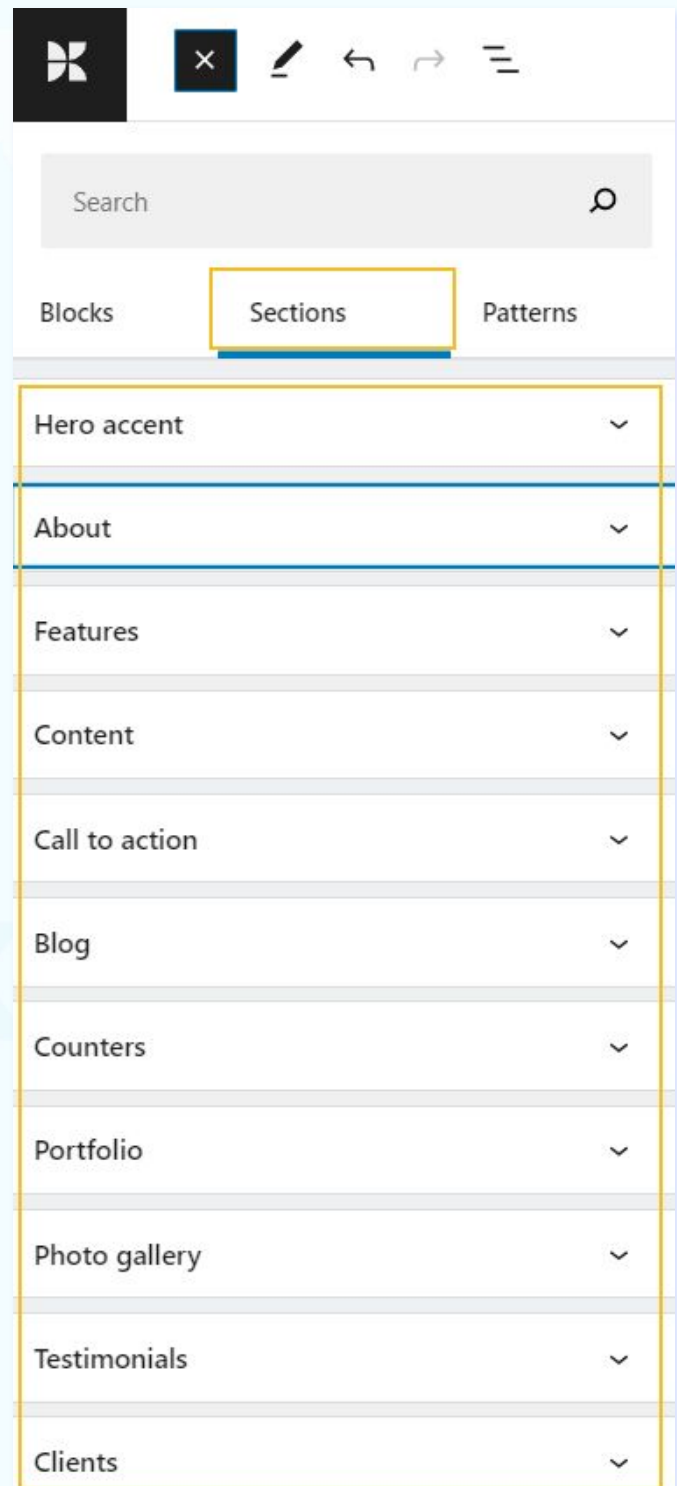 Search
Blocks Sections Patterns
Hero accent
About
Features
Content
Call to action
Blog
Counters
Portfolio
Photo gallery
Testimonials
Clients